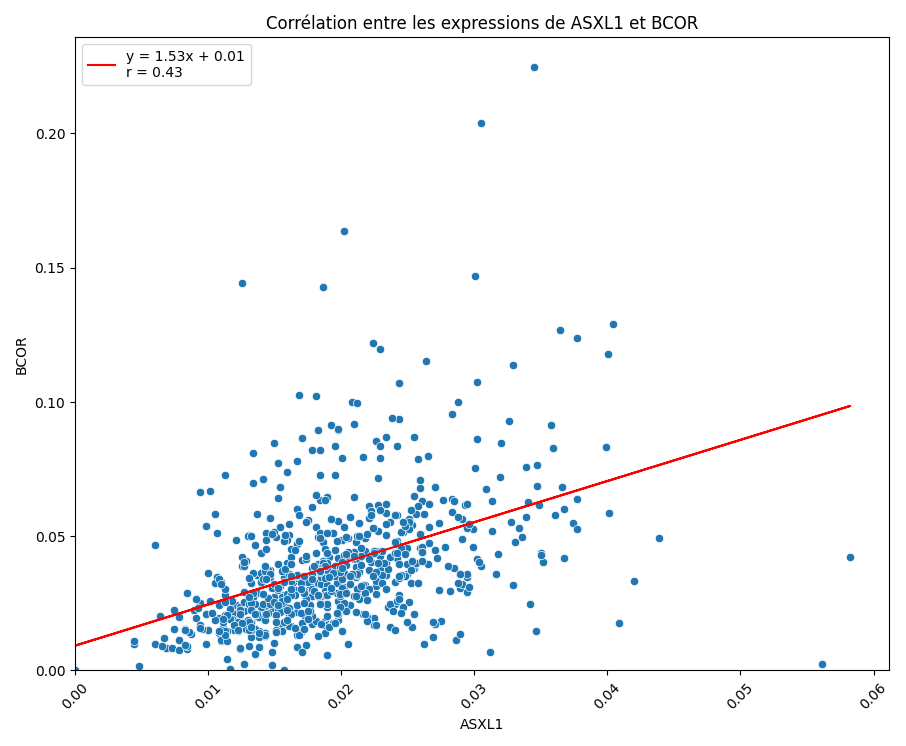 Corrélation entre les expressions de ASXL1 et BCOR
y = 1.53x + 0.01
r = 0.43
BCOR
0.20
0.15
0.10
0.05
0.00
0.00 0.01 0.02 0.03 0.04 0.05 0.06
ASXL1